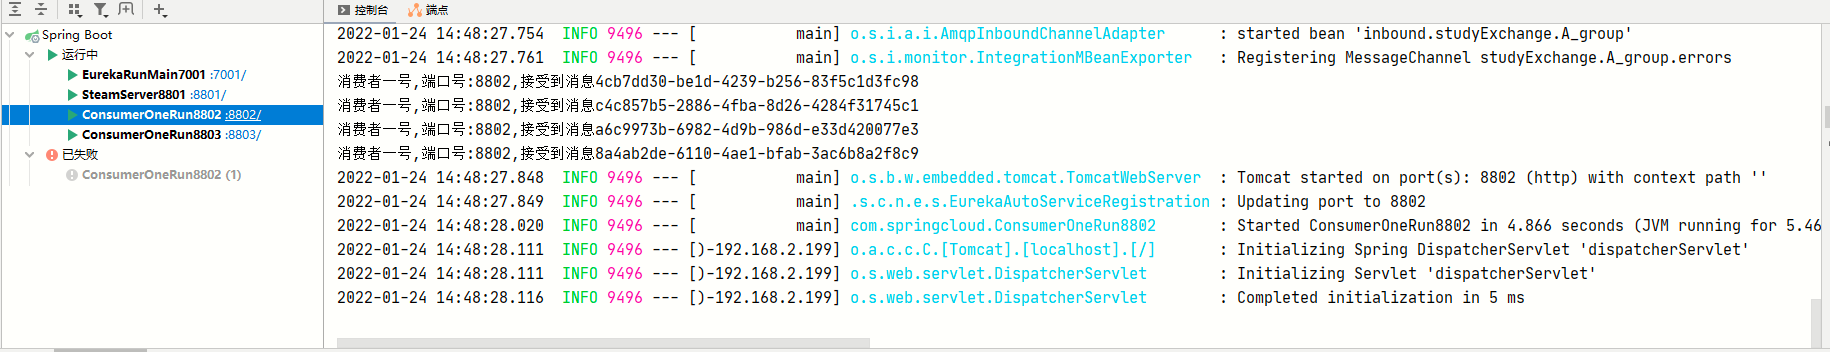 控制台 端点
Spring Boot
运行中
EurekaRunMain7001 :7001/
SteamServer8801 :8801/
ConsumerOneRun8802 :8802/
ConsumerOneRun8803 :8803/
已失败
ConsumerOneRun8802 (1)
2022-01-24 14:48:27.754 INFO 9496 --- [ main] o.s.i.a.i.AmqpInboundChannelAdapter : started bean 'inbound.studyExchange.A_group'
2022-01-24 14:48:27.761 INFO 9496 --- [ main] o.s.i.monitor.IntegrationMBeanExporter : Registering MessageChannel studyExchange.A_group.errors
消费者一号,端口号:8802,接受到消息4cb7dd30-be1d-4239-b256-83f5c1d3fc98
消费者一号,端口号:8802,接受到消息c4c857b5-2886-4fba-8d26-4284f31745c1
消费者一号,端口号:8802,接受到消息a6c9973b-6982-4d9b-986d-e33d420077e3
消费者一号,端口号:8802,接受到消息8a4ab2de-6110-4ae1-bfab-3ac6b8a2f8c9
2022-01-24 14:48:27.848 INFO 9496 --- [ main] o.s.b.w.embedded.tomcat.TomcatWebServer : Tomcat started on port(s): 8802 (http) with context path ''
2022-01-24 14:48:27.849 INFO 9496 --- [ main] .s.c.n.e.s.EurekaAutoServiceRegistration : Updating port to 8802
2022-01-24 14:48:28.020 INFO 9496 --- [ main] com.springcloud.ConsumerOneRun8802 : Started ConsumerOneRun8802 in 4.866 seconds (JVM running for 5.46
2022-01-24 14:48:28.111 INFO 9496 --- [)-192.168.2.199] o.a.c.c.C.[Tomcat].[localhost].[/] : Initializing Spring DispatcherServlet 'dispatcherServlet'
2022-01-24 14:48:28.111 INFO 9496 --- [)-192.168.2.199] o.s.web.servlet.DispatcherServlet : Initializing Servlet 'dispatcherServlet'
2022-01-24 14:48:28.116 INFO 9496 --- [)-192.168.2.199] o.s.web.servlet.DispatcherServlet : Completed initialization in 5 ms